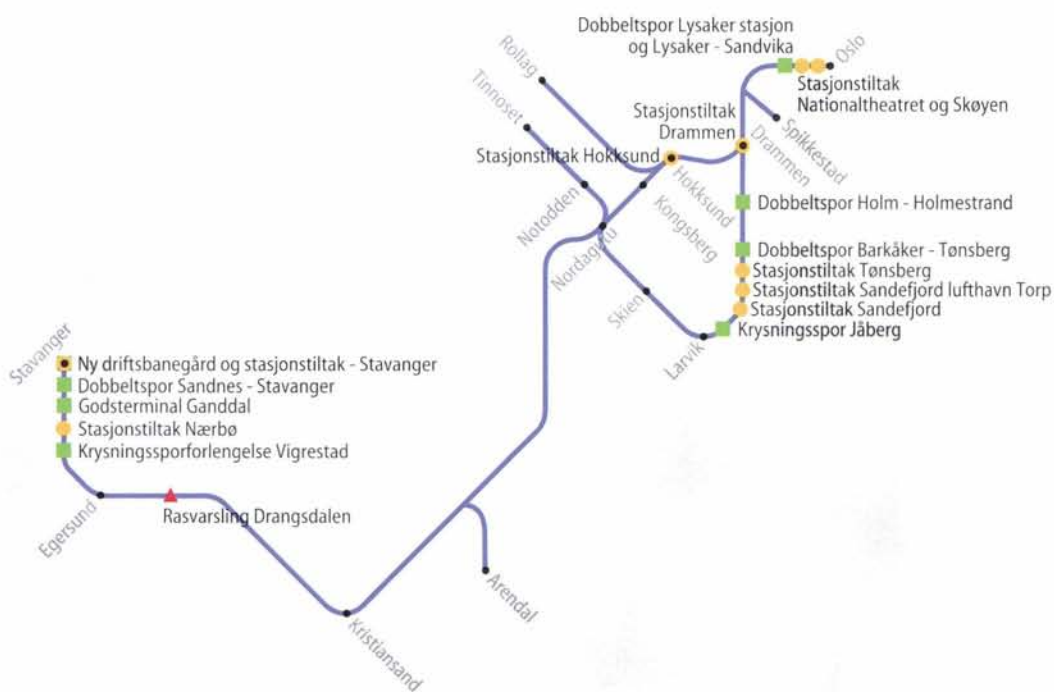 Dobbeltspor Lysaker stasjon
og Lysaker - Sandvika
Oslo
Stasjonstiltak
Nationaltheatret og Skøyen
Rollag
Tinnoset
Stasjonstiltak
Drammen
Spikkestad
Drammen
Stasjonstiltak Hokksund
Hokksund
Kongsberg
Notodden
Nordagutu
Dobbeltspor Holm - Holmestrand
Dobbeltspor Barkåker - Tønsberg
Stasjonstiltak Tønsberg
Stasjonstiltak Sandefjord lufthavn Torp
Stasjonstiltak Sandefjord
Krysningsspor Jåberg
Skien
Larvik
Stavanger
Ny driftsbanegård og stasjonstiltak - Stavanger
Dobbeltspor Sandnes - Stavanger
Godsterminal Ganddal
Stasjonstiltak Nærbø
Krysningssporforlengelse Vigrestad
Egersund
Rasvarsling Drangsdalen
Arendal
Kristiansand